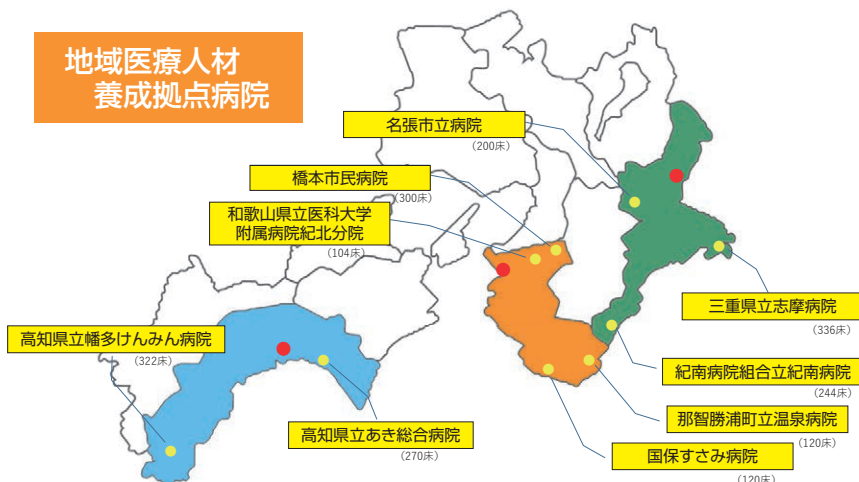 地域医療人材
養成拠点病院
名張市立病院
（200床）
橋本市民病院
（300床）
和歌山県立医科大学
附属病院紀北分院
（104床）
三重県立志摩病院
（336床）
高知県立幡多けんみん病院
（322床）
紀南病院組合立紀南病院
（244床）
那智勝浦町立温泉病院
（120床）
高知県立あき総合病院
（270床）
国保すさみ病院
（120床）